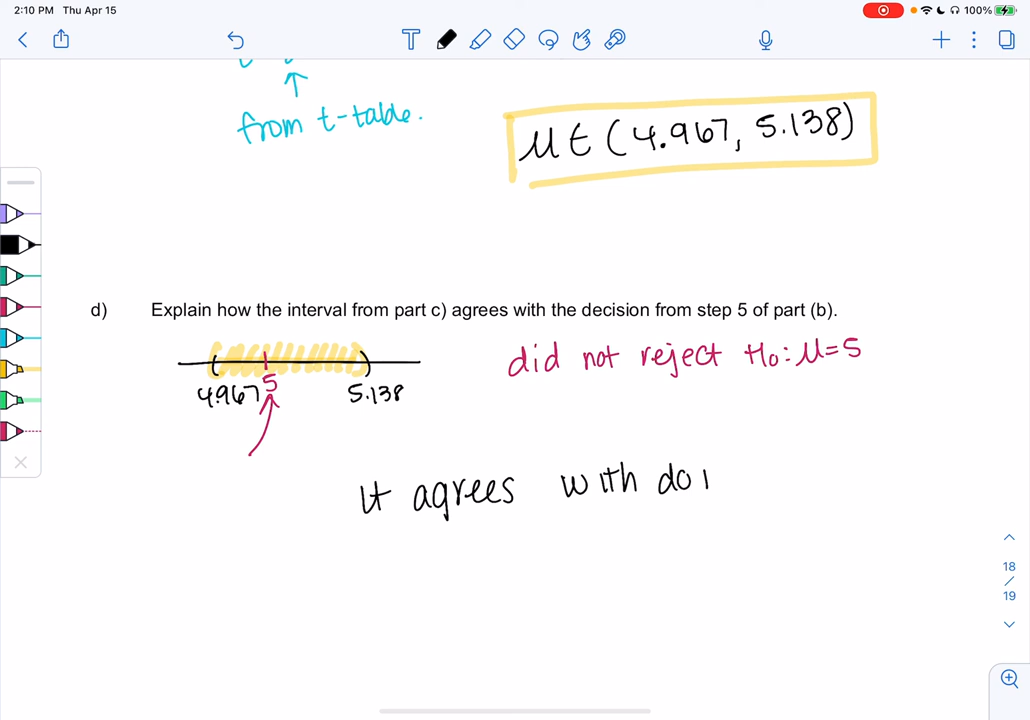 2:10 PM Thu Apr 15
100%
from t-table.
μ ∈ (4.967, 5.138)
d) Explain how the interval from part c) agrees with the decision from step 5 of part (b).
did not reject H₀: μ=5
4.967 5 5.138
It agrees with doi
18
/
19